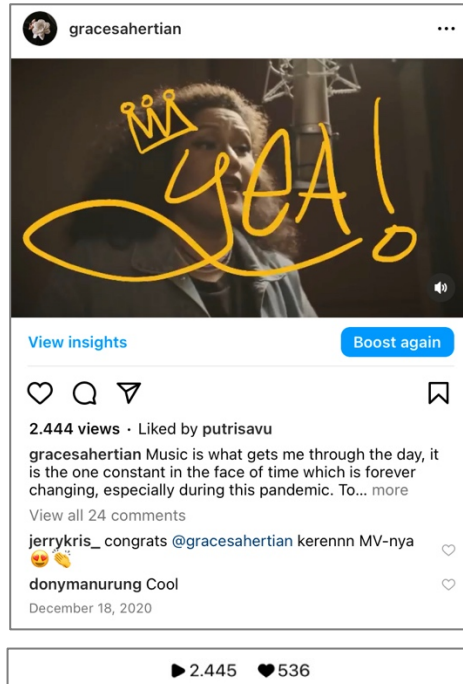 gracesahertian
yeA!
View insights
Boost again
2.444 views · Liked by putrisavu
gracesahertian Music is what gets me through the day, it
is the one constant in the face of time which is forever
changing, especially during this pandemic. To... more
View all 24 comments
jerrykris_ congrats @gracesahertian kerennn MV-nya
😍👏
donymanurung Cool
December 18, 2020
2.445 536